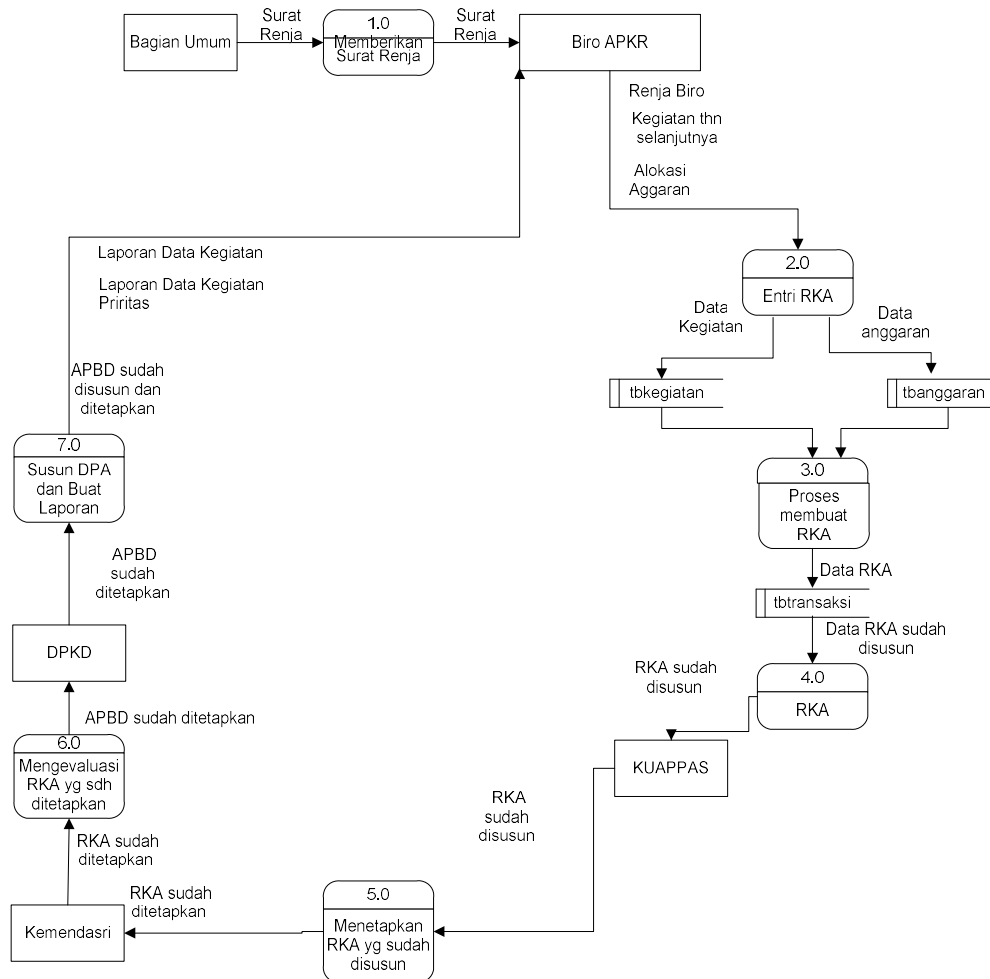 Surat
Renja
1.0
Memberikan
Surat Renja
Surat
Renja
Bagian Umum
Biro APKR
Renja Biro
Kegiatan thn
selanjutnya
Alokasi
Aggaran
2.0
Entri RKA
Data
Kegiatan
Data
anggaran
tbkegiatan
tbanggaran
3.0
Proses
membuat
RKA
Data RKA
tbtransaksi
Data RKA sudah
disusun
4.0
RKA
RKA sudah
disusun
KUAPPAS
RKA
sudah
disusun
5.0
Menetapkan
RKA yg sudah
disusun
RKA sudah
ditetapkan
Kemendasri
RKA sudah
ditetapkan
6.0
Mengevaluasi
RKA yg sdh
ditetapkan
APBD sudah ditetapkan
DPKD
APBD
sudah
ditetapkan
7.0
Susun DPA
dan Buat
Laporan
APBD sudah
disusun dan
ditetapkan
Laporan Data Kegiatan
Laporan Data Kegiatan
Priritas